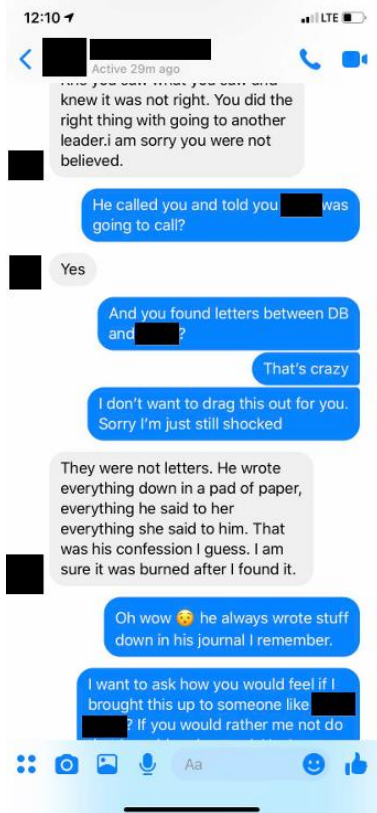 12:10
LTE
Active 29m ago
knew it was not right. You did the
right thing with going to another
leader.i am sorry you were not
believed.
He called you and told you was
going to call?
Yes
And you found letters between DB
and ?
That's crazy
I don't want to drag this out for you.
Sorry I'm just still shocked
They were not letters. He wrote
everything down in a pad of paper,
everything he said to her
everything she said to him. That
was his confession I guess. I am
sure it was burned after I found it.
Oh wow 😯 he always wrote stuff
down in his journal I remember.
I want to ask how you would feel if I
brought this up to someone like
? If you would rather me not do
Aa